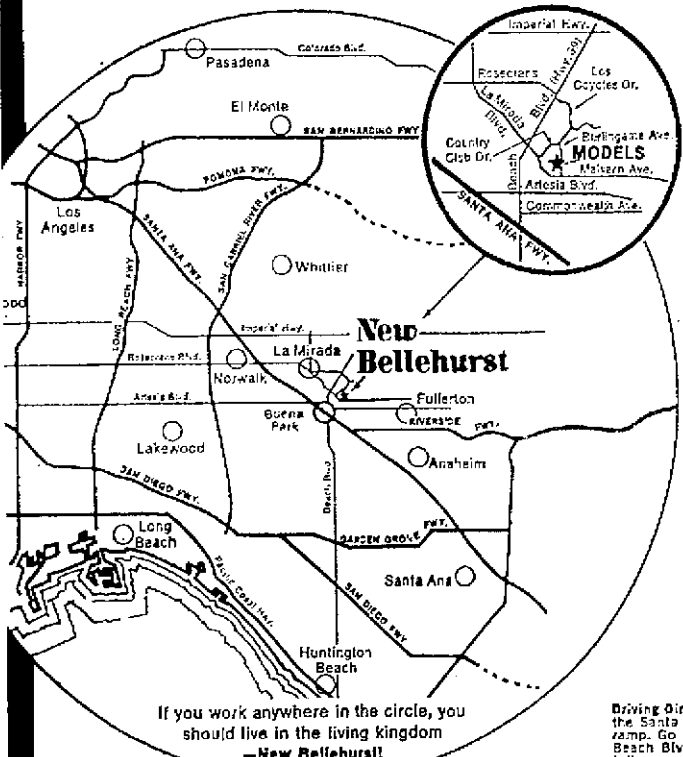 Imperial Hwy.
Rosecrans
La Mirada Blvd.
Blvd. (Hwy. 39)
Los Coyotes Dr.
Country Club Dr.
Burlingame Ave.
MODELS
Malvern Ave.
Beach
Artesia Blvd.
Commonwealth Ave.
SANTA ANA FWY.
Colorado Blvd.
Pasadena
El Monte
SAN BERNARDINO FWY
POMONA FWY.
Los Angeles
HARBOR FWY
SANTA ANA FWY.
SAN GABRIEL RIVER FWY.
LONG BEACH FWY
Whittier
Imperial Hwy.
New
Bellehurst
La Mirada
Rosecrans Blvd.
Norwalk
Artesia Blvd.
Fullerton
Buena Park
RIVERSIDE FWY.
Lakewood
Anaheim
Beach Blvd
SAN DIEGO FWY.
GARDEN GROVE FWY.
Long Beach
Pacific Coast Hwy.
Santa Ana
SAN DIEGO FWY
Huntington Beach
If you work anywhere in the circle, you
should live in the living kingdom
—New Bellehurst!
Driving Dir
the Santa
ramp. Go
Beach Blv